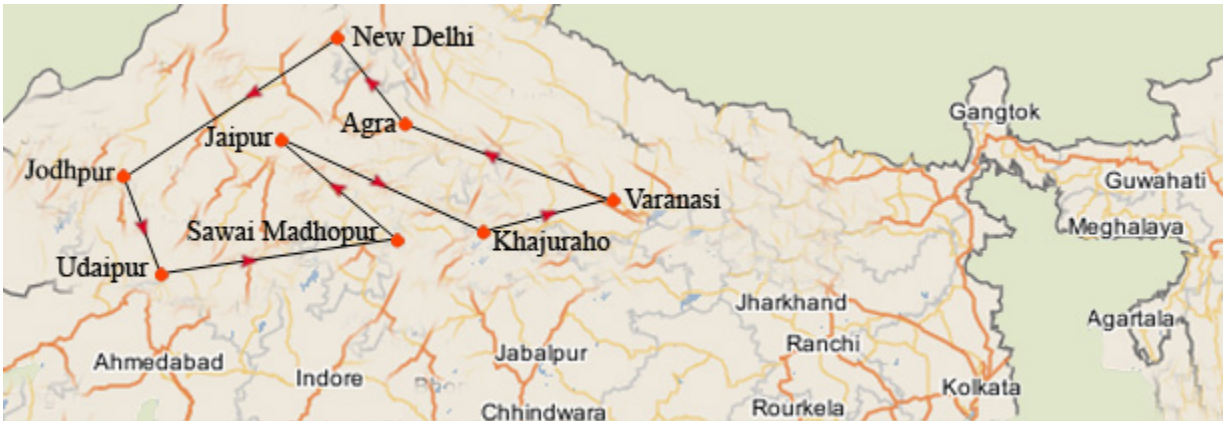 New Delhi
Gangtok
Agra
Jaipur
Jodhpur
Guwahati
Varanasi
Meghalaya
Sawai Madhopur
Khajuraho
Udaipur
Jharkhand
Agartala
Ranchi
Ahmedabad
Jabalpur
Indore
Kolkata
Chhindwara
Rourkela